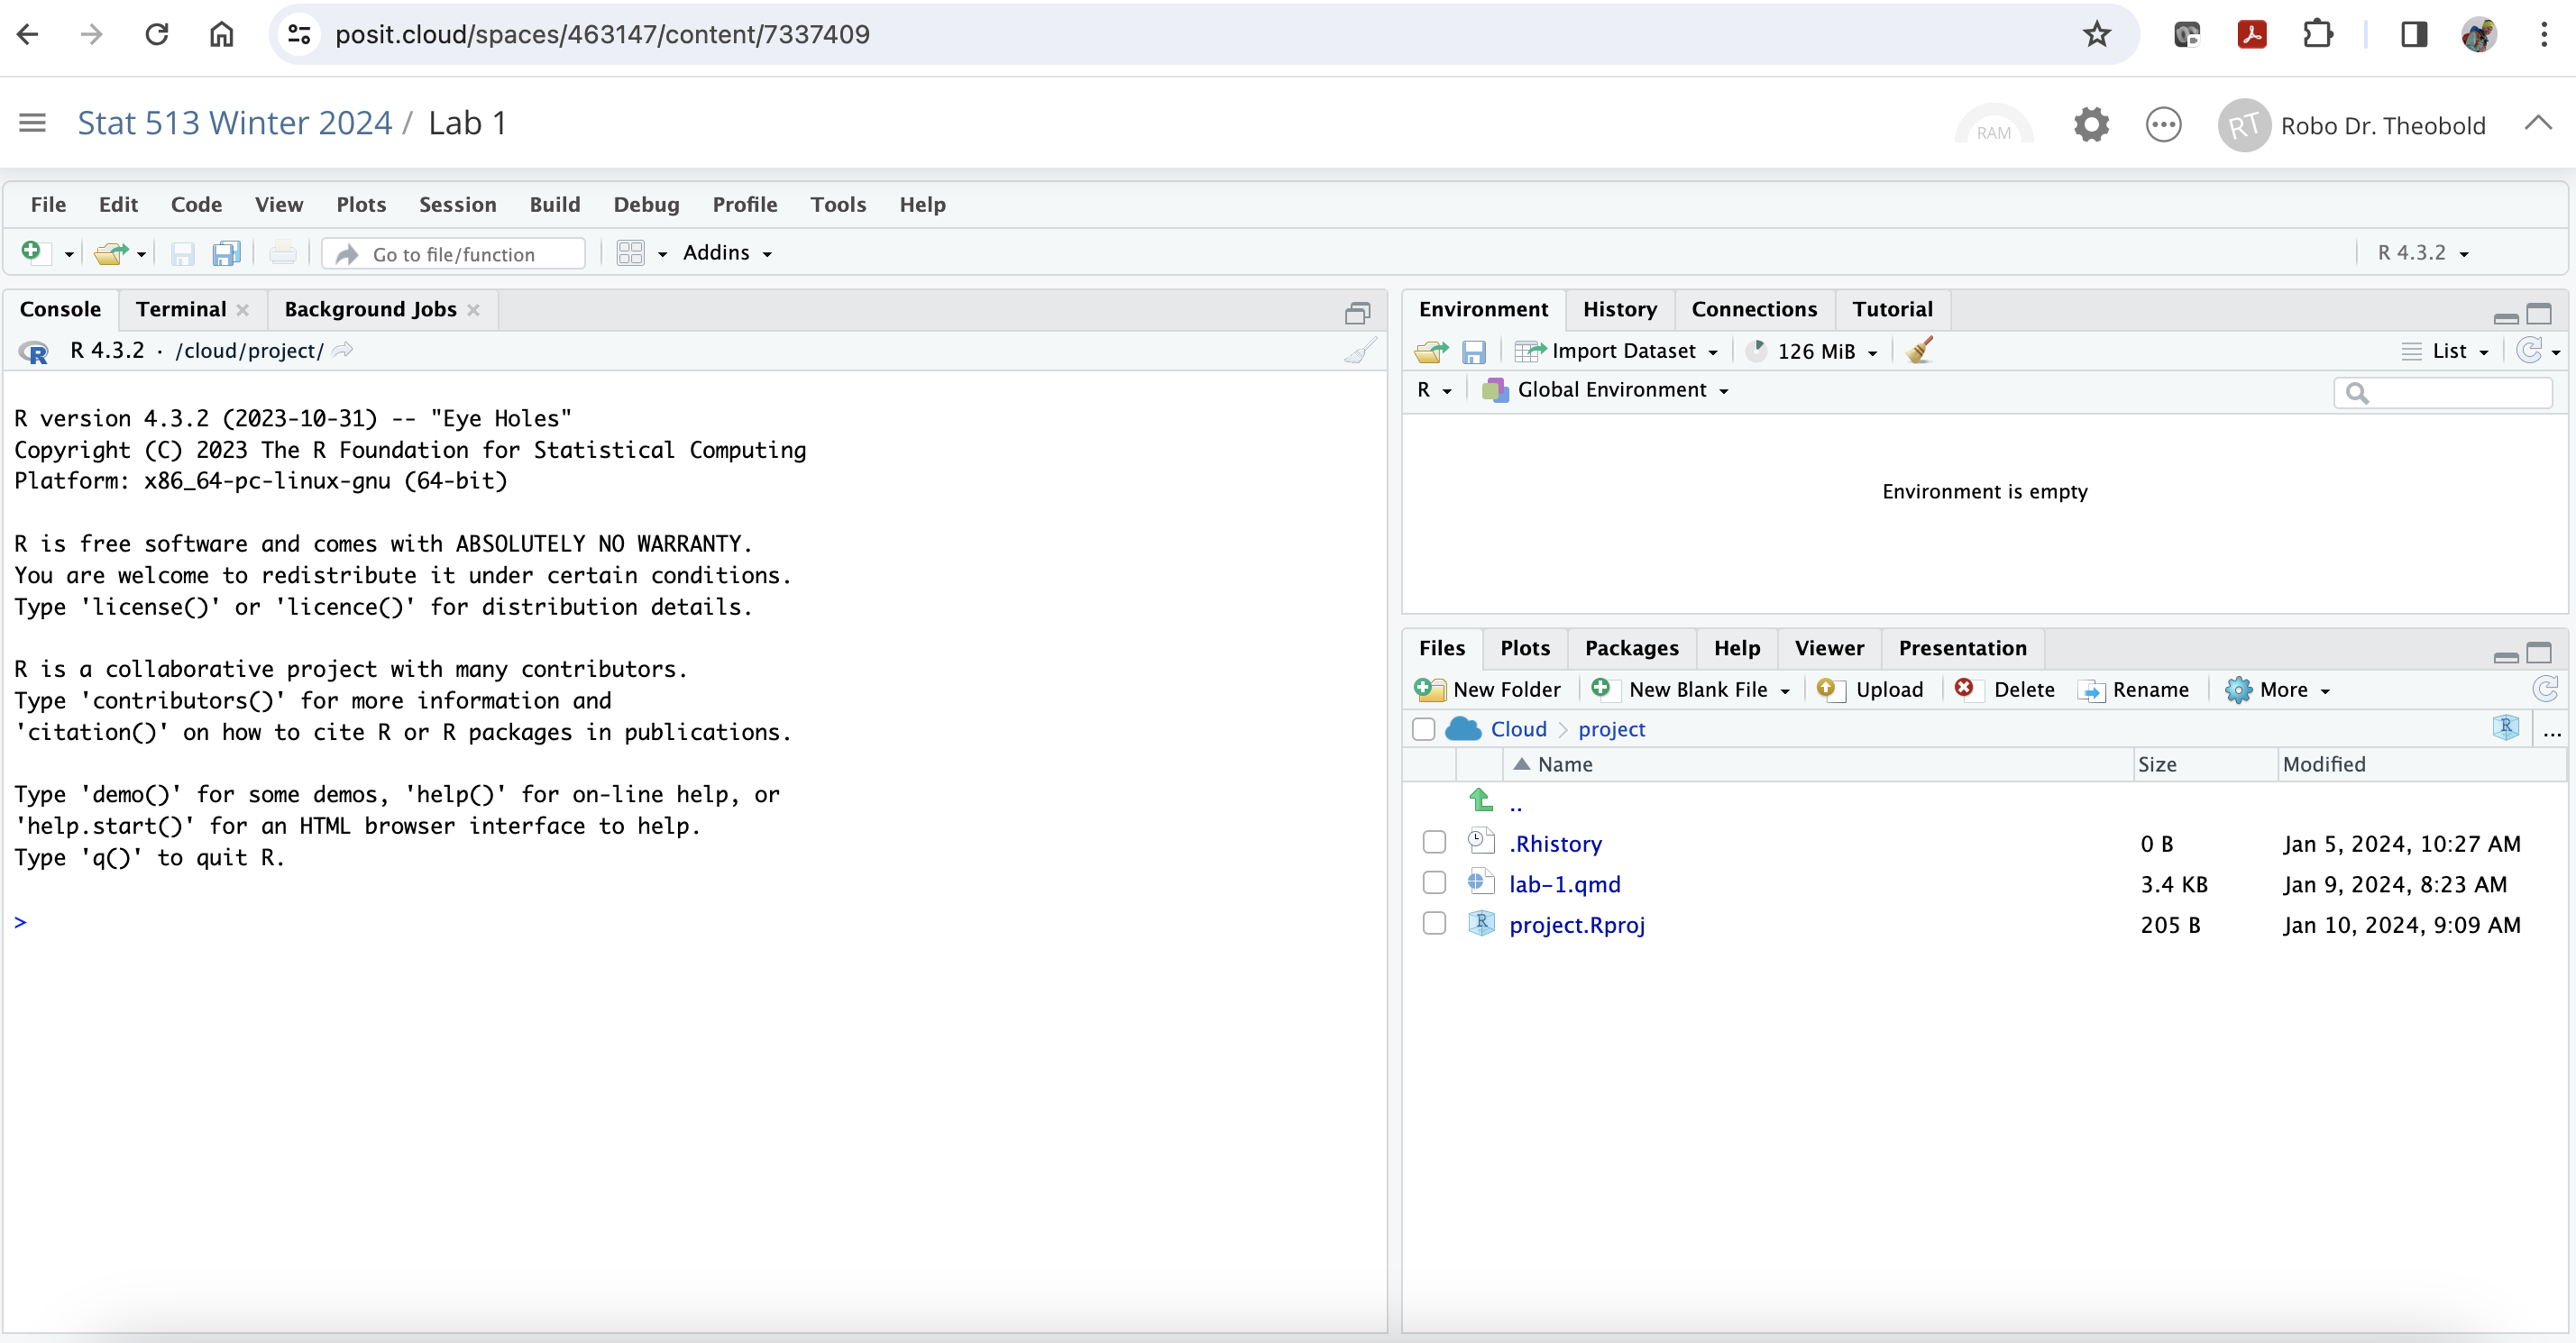 posit.cloud/spaces/463147/content/7337409
Stat 513 Winter 2024 / Lab 1
RAM
RT Robo Dr. Theobold
File Edit Code View Plots Session Build Debug Profile Tools Help
Go to file/function Addins R 4.3.2
Console Terminal Background Jobs
R 4.3.2 · /cloud/project/
R version 4.3.2 (2023-10-31) -- "Eye Holes"
Copyright (C) 2023 The R Foundation for Statistical Computing
Platform: x86_64-pc-linux-gnu (64-bit)
R is free software and comes with ABSOLUTELY NO WARRANTY.
You are welcome to redistribute it under certain conditions.
Type 'license()' or 'licence()' for distribution details.
R is a collaborative project with many contributors.
Type 'contributors()' for more information and
'citation()' on how to cite R or R packages in publications.
Type 'demo()' for some demos, 'help()' for on-line help, or
'help.start()' for an HTML browser interface to help.
Type 'q()' to quit R.
>
Environment History Connections Tutorial
Import Dataset 126 MiB List
R Global Environment
Environment is empty
Files Plots Packages Help Viewer Presentation
New Folder New Blank File Upload Delete Rename More
Cloud project R ...
Name Size Modified
..
.Rhistory 0 B Jan 5, 2024, 10:27 AM
lab-1.qmd 3.4 KB Jan 9, 2024, 8:23 AM
project.Rproj 205 B Jan 10, 2024, 9:09 AM